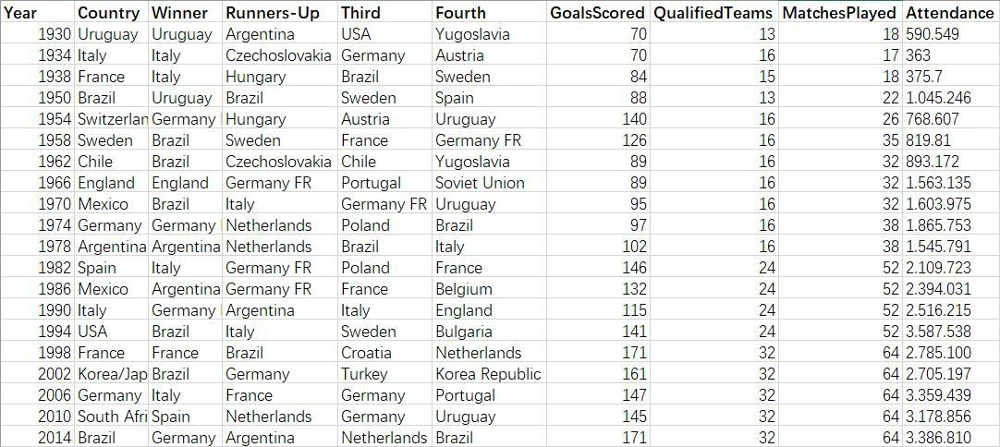 Year Country Winner Runners-Up Third Fourth GoalsScored QualifiedTeams MatchesPlayed Attendance
1930 Uruguay Uruguay Argentina USA Yugoslavia 70 13 18 590.549
1934 Italy Italy Czechoslovakia Germany Austria 70 16 17 363
1938 France Italy Hungary Brazil Sweden 84 15 18 375.7
1950 Brazil Uruguay Brazil Sweden Spain 88 13 22 1.045.246
1954 Switzerlan Germany Hungary Austria Uruguay 140 16 26 768.607
1958 Sweden Brazil Sweden France Germany FR 126 16 35 819.81
1962 Chile Brazil Czechoslovakia Chile Yugoslavia 89 16 32 893.172
1966 England England Germany FR Portugal Soviet Union 89 16 32 1.563.135
1970 Mexico Brazil Italy Germany FR Uruguay 95 16 32 1.603.975
1974 Germany Germany Netherlands Poland Brazil 97 16 38 1.865.753
1978 Argentina Argentina Netherlands Brazil Italy 102 16 38 1.545.791
1982 Spain Italy Germany FR Poland France 146 24 52 2.109.723
1986 Mexico Argentina Germany FR France Belgium 132 24 52 2.394.031
1990 Italy Germany Argentina Italy England 115 24 52 2.516.215
1994 USA Brazil Italy Sweden Bulgaria 141 24 52 3.587.538
1998 France France Brazil Croatia Netherlands 171 32 64 2.785.100
2002 Korea/Jap Brazil Germany Turkey Korea Republic 161 32 64 2.705.197
2006 Germany Italy France Germany Portugal 147 32 64 3.359.439
2010 South Afri Spain Netherlands Germany Uruguay 145 32 64 3.178.856
2014 Brazil Germany Argentina Netherlands Brazil 171 32 64 3.386.810